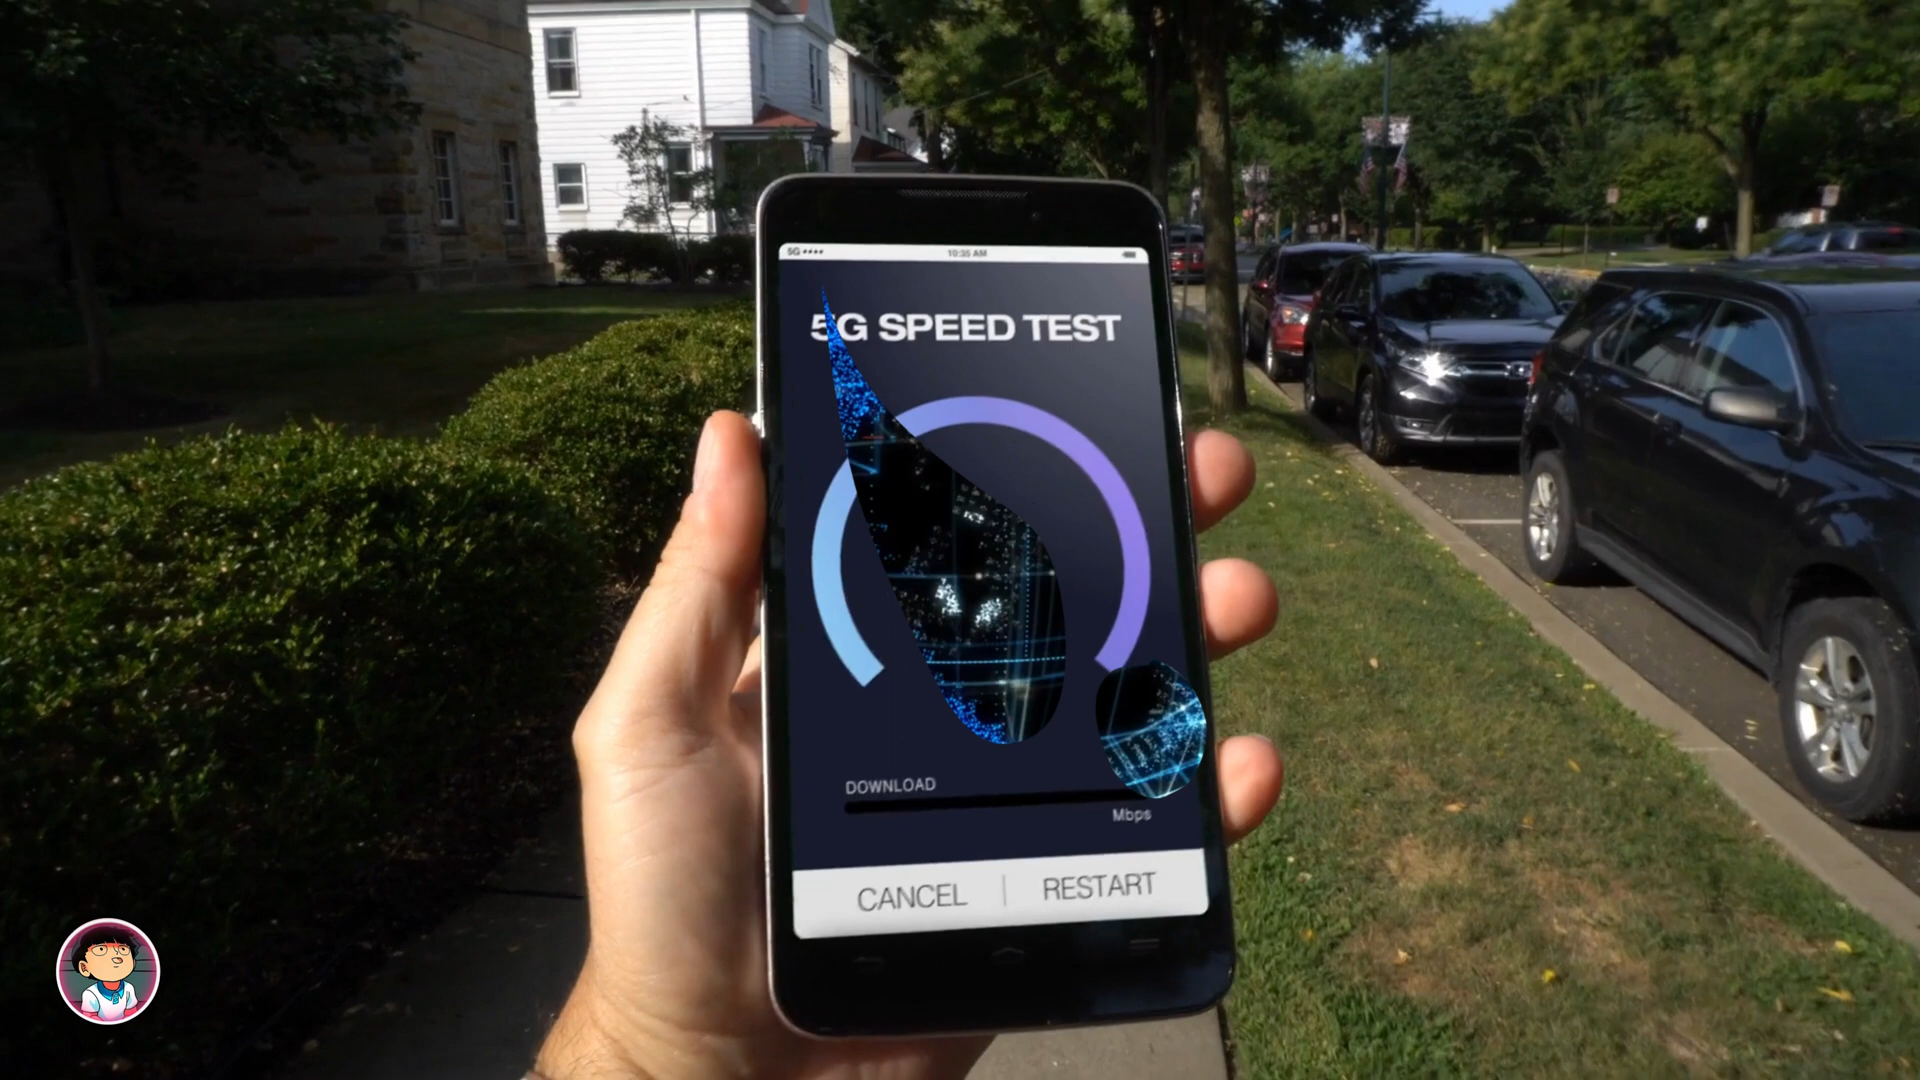 5G
10:35 AM
5G SPEED TEST
DOWNLOAD
Mbps
CANCEL
RESTART